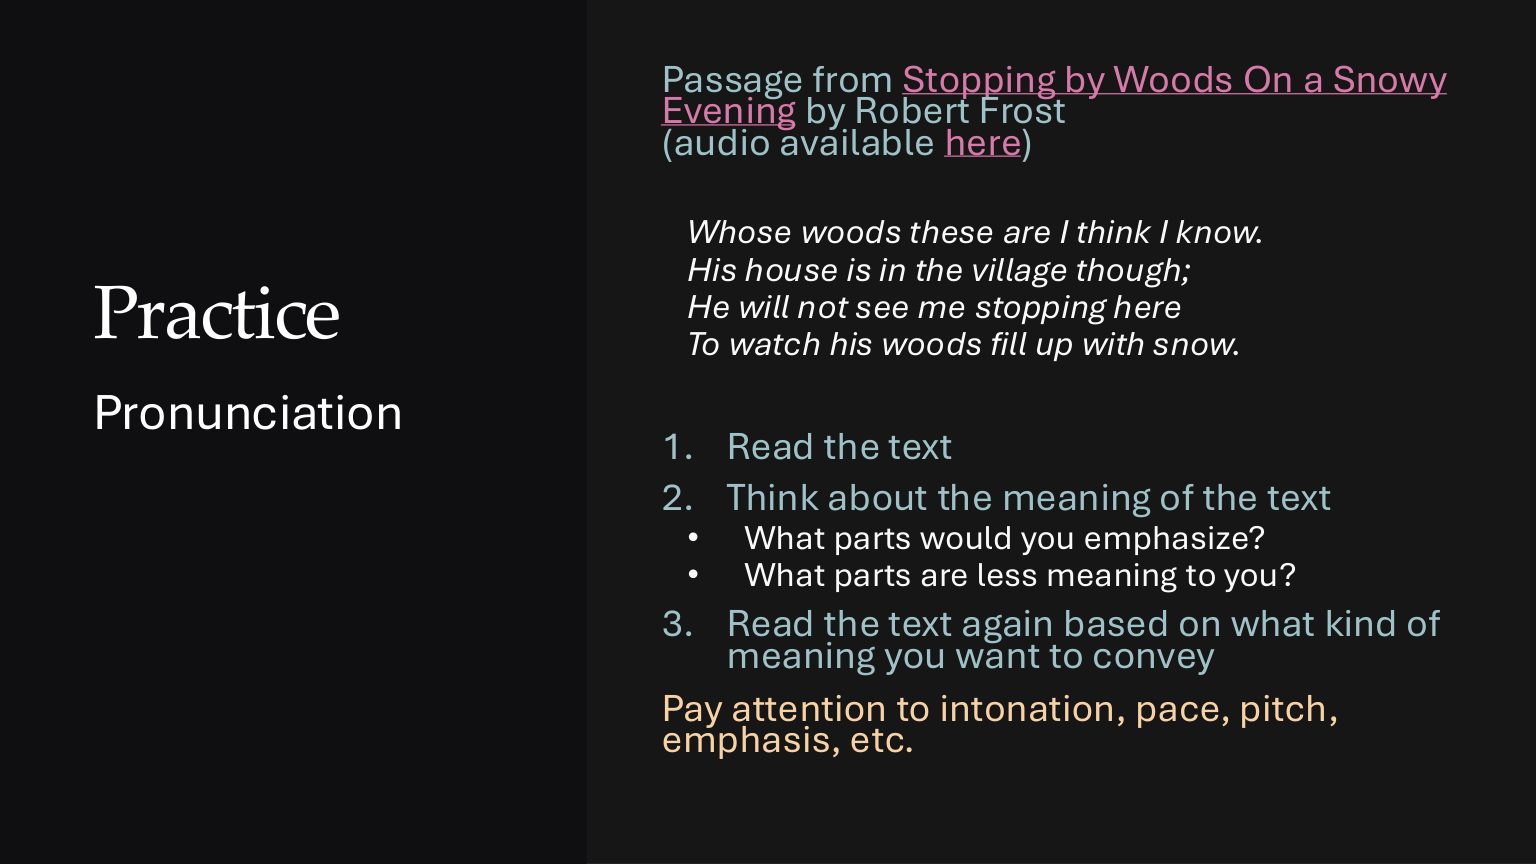 Practice
Pronunciation
Passage from Stopping by Woods On a Snowy
Evening by Robert Frost
(audio available here)
Whose woods these are I think I know.
His house is in the village though;
He will not see me stopping here
To watch his woods fill up with snow.
1. Read the text
2. Think about the meaning of the text
• What parts would you emphasize?
• What parts are less meaning to you?
3. Read the text again based on what kind of
meaning you want to convey
Pay attention to intonation, pace, pitch,
emphasis, etc.